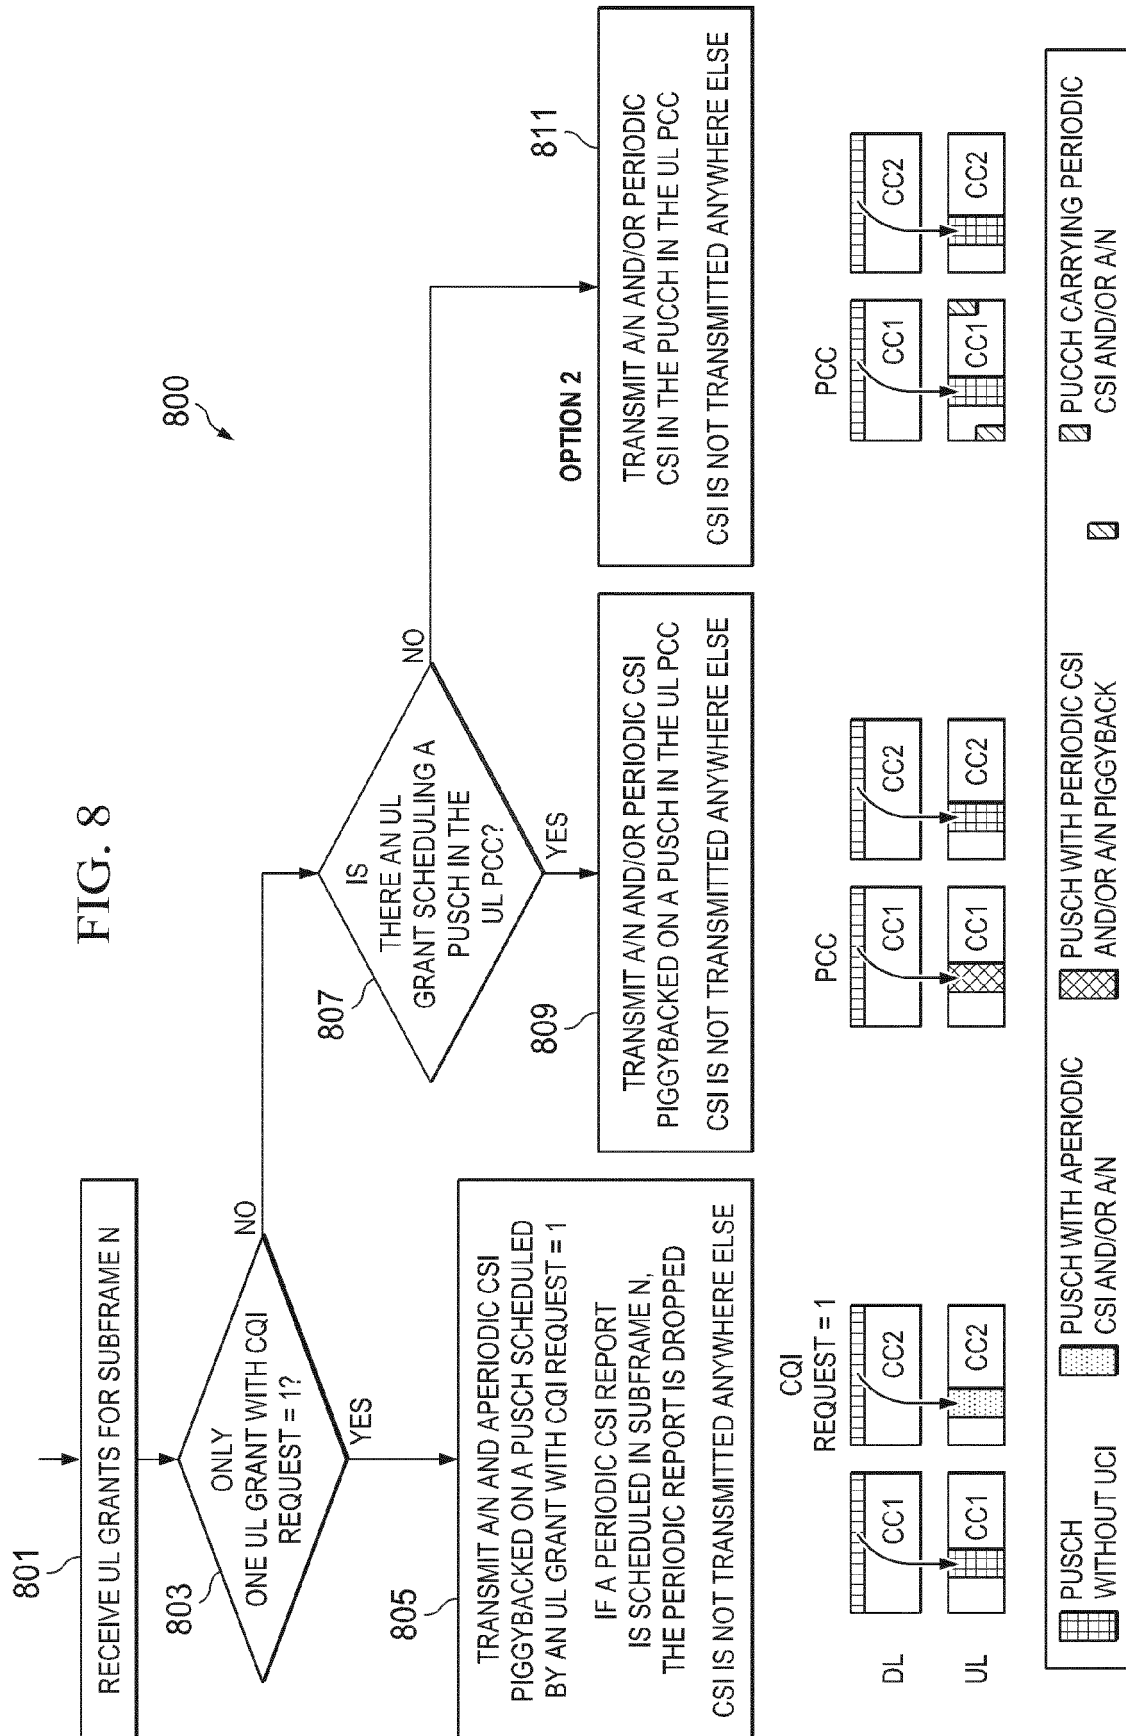 FIG. 8
800
801
RECEIVE UL GRANTS FOR SUBFRAME N
803
ONLY
ONE UL GRANT WITH CQI
REQUEST = 1?
NO
YES
805
TRANSMIT A/N AND APERIODIC CSI
PIGGYBACKED ON A PUSCH SCHEDULED
BY AN UL GRANT WITH CQI REQUEST = 1
IF A PERIODIC CSI REPORT
IS SCHEDULED IN SUBFRAME N,
THE PERIODIC REPORT IS DROPPED
CSI IS NOT TRANSMITTED ANYWHERE ELSE
807
IS
THERE AN UL
GRANT SCHEDULING A
PUSCH IN THE
UL PCC?
NO
YES
809
TRANSMIT A/N AND/OR PERIODIC CSI
PIGGYBACKED ON A PUSCH IN THE UL PCC
CSI IS NOT TRANSMITTED ANYWHERE ELSE
OPTION 2
811
TRANSMIT A/N AND/OR PERIODIC
CSI IN THE PUCCH IN THE UL PCC
CSI IS NOT TRANSMITTED ANYWHERE ELSE
CQI
REQUEST = 1
PCC
PCC
DL
CC1
CC2
CC1
CC2
CC1
CC2
UL
CC1
CC2
CC1
CC2
CC1
CC2
PUSCH
WITHOUT UCI
PUSCH WITH APERIODIC
CSI AND/OR A/N
PUSCH WITH PERIODIC CSI
AND/OR A/N PIGGYBACK
PUCCH CARRYING PERIODIC
CSI AND/OR A/N